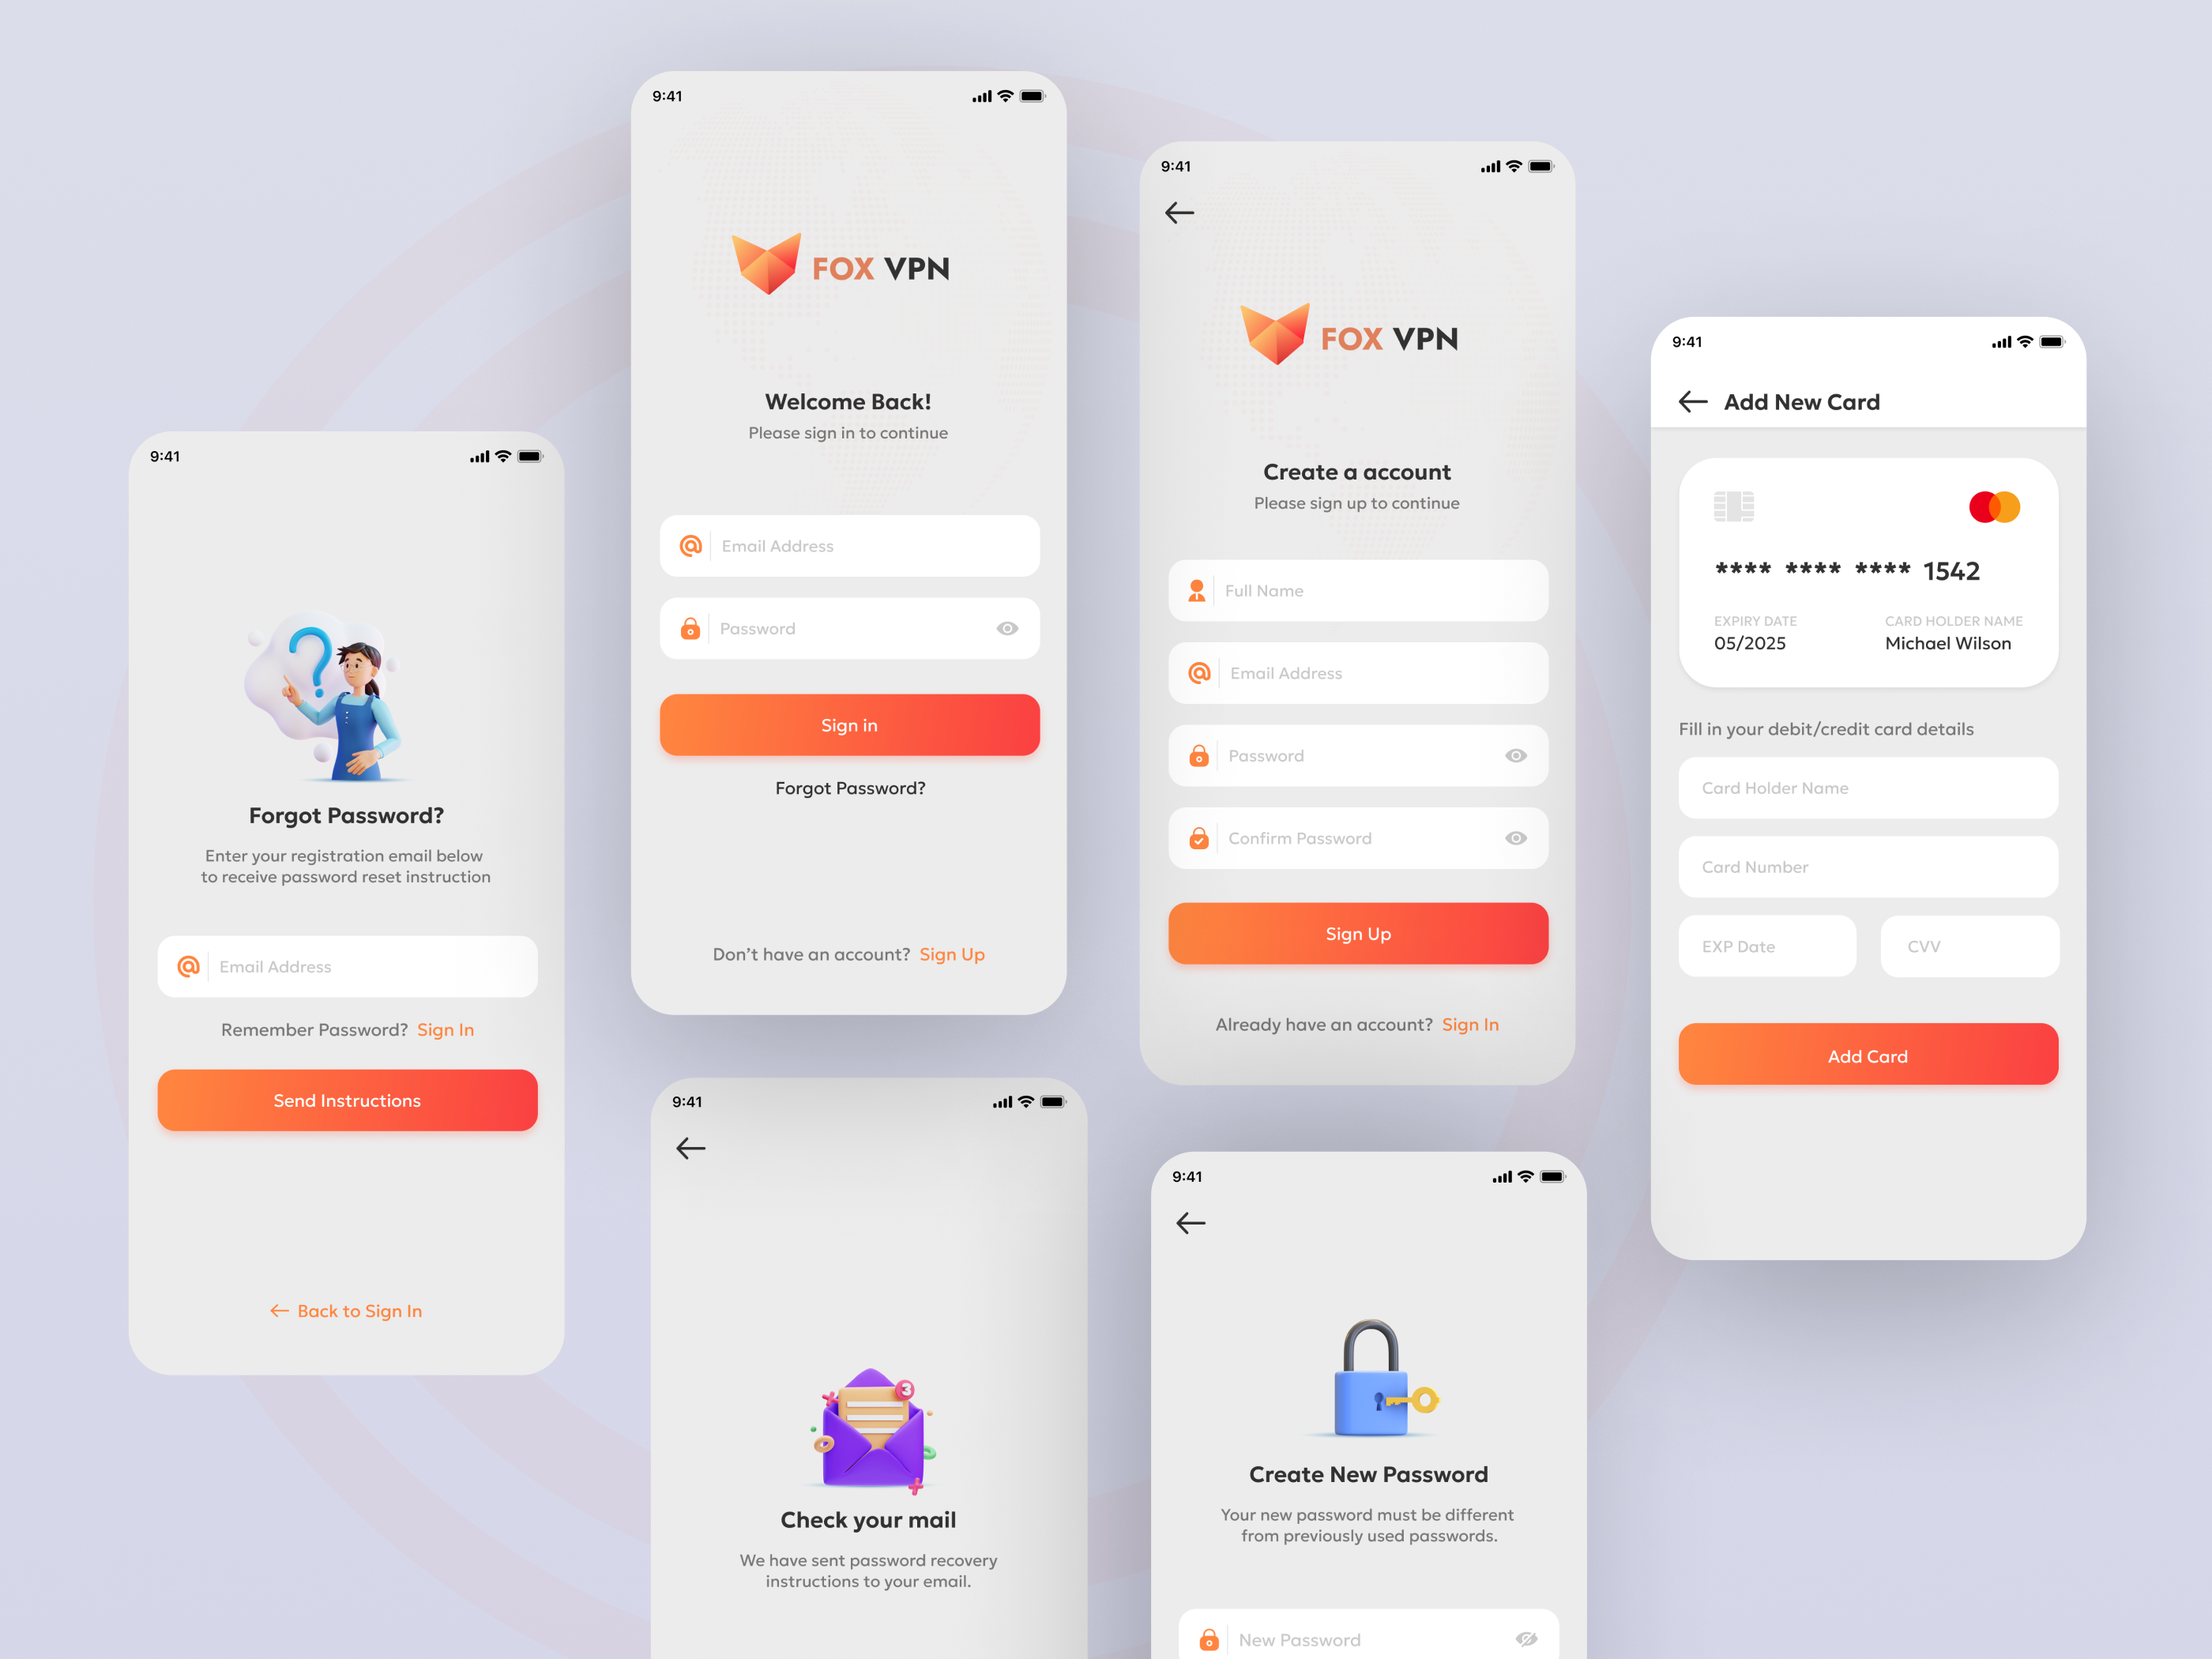 9:41
Forgot Password?
Enter your registration email below
to receive password reset instruction
Email Address
Remember Password? Sign In
Send Instructions
Back to Sign In
9:41
FOX VPN
Welcome Back!
Please sign in to continue
Email Address
Password
Sign in
Forgot Password?
Don't have an account? Sign Up
9:41
3
Check your mail
We have sent password recovery
instructions to your email.
9:41
FOX VPN
Create a account
Please sign up to continue
Full Name
Email Address
Password
Confirm Password
Sign Up
Already have an account? Sign In
9:41
Create New Password
Your new password must be different
from previously used passwords.
New Password
9:41
Add New Card
**** **** **** 1542
EXPIRY DATE CARD HOLDER NAME
05/2025 Michael Wilson
Fill in your debit/credit card details
Card Holder Name
Card Number
EXP Date CVV
Add Card